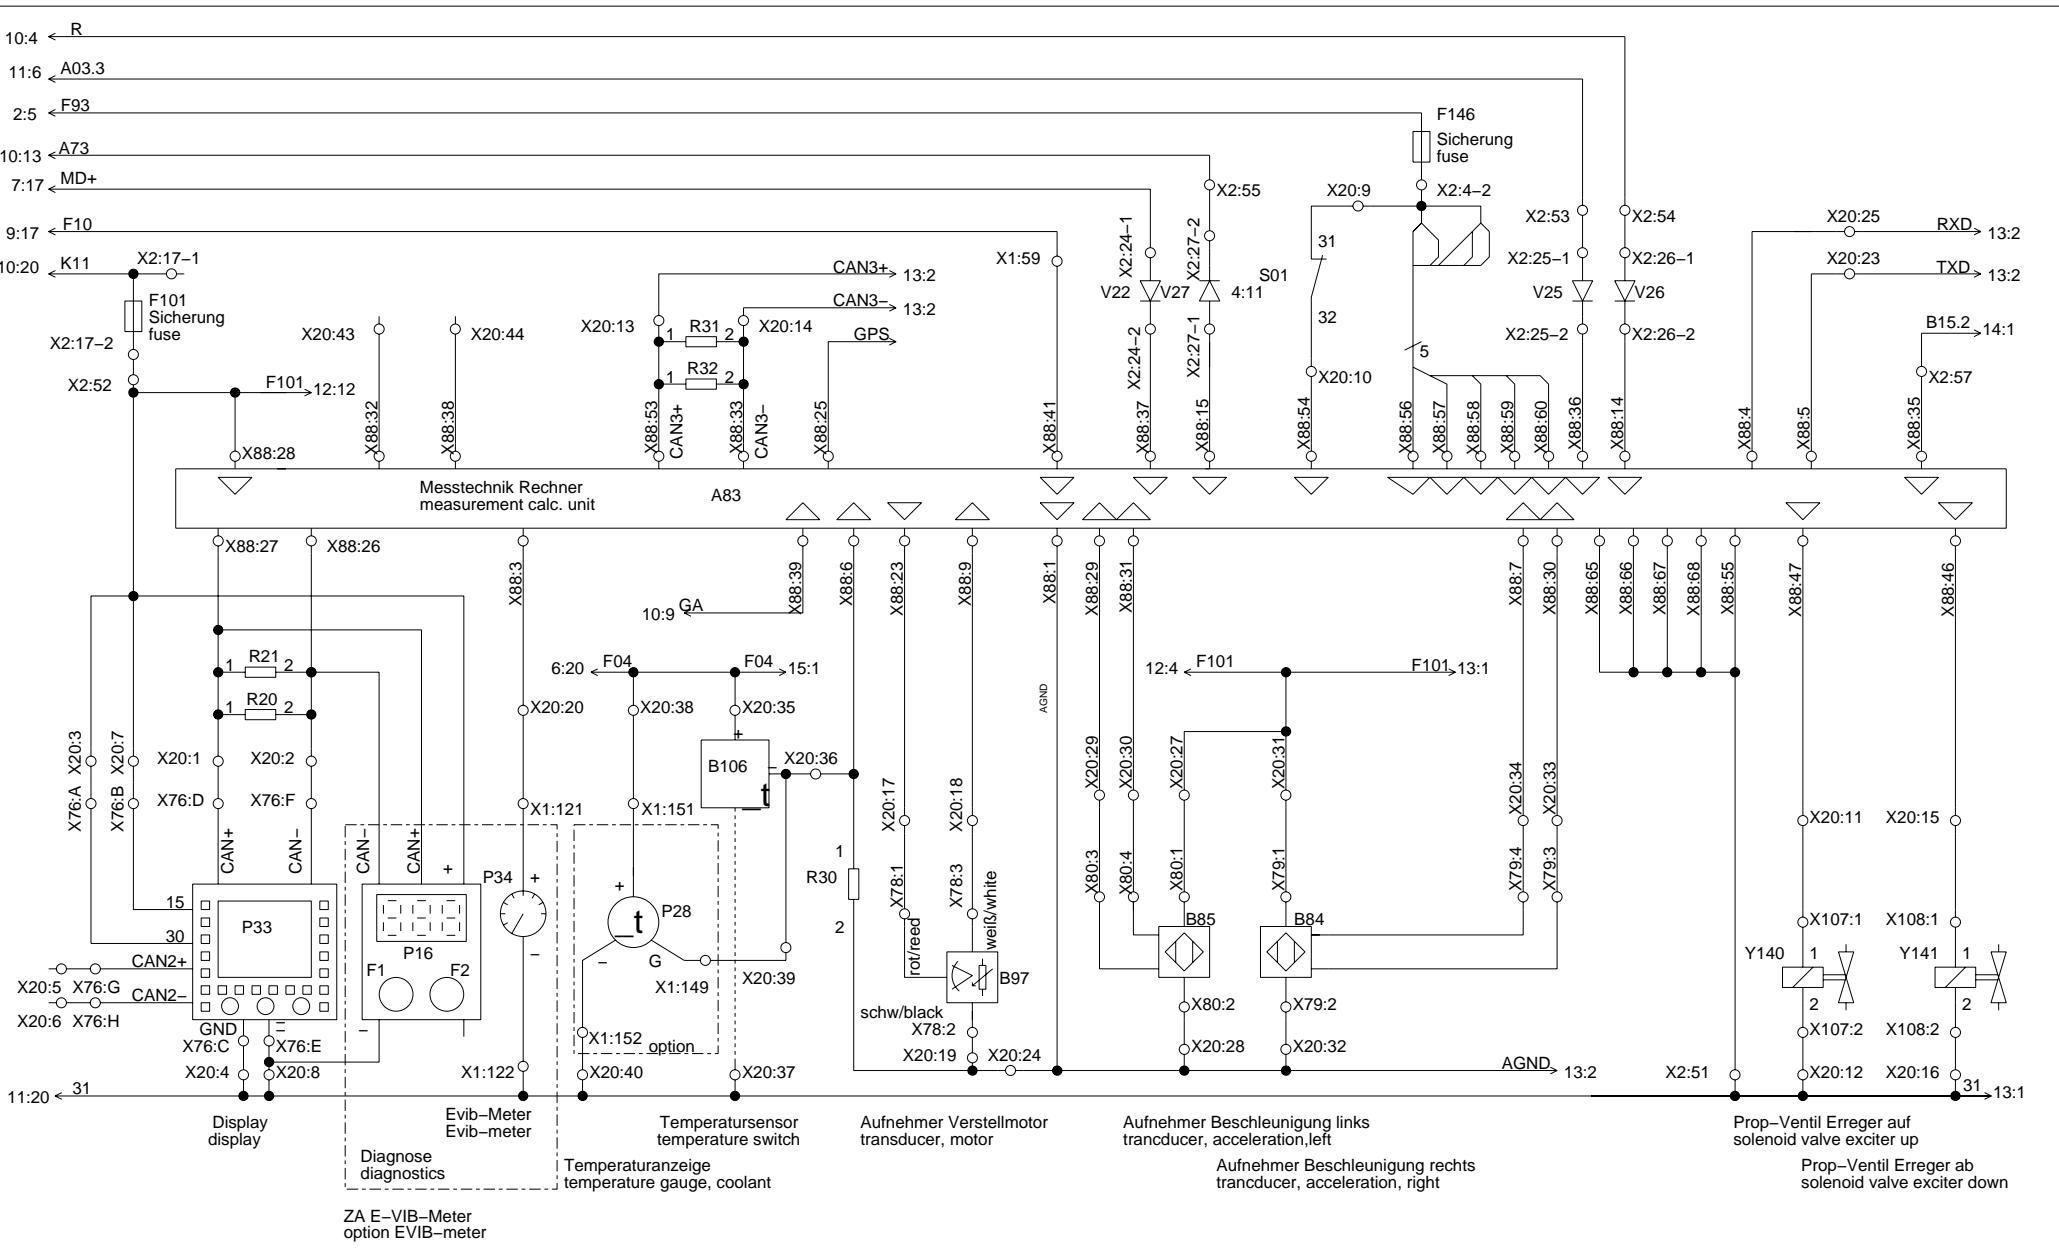 10:4 R
11:6 A03.3
2:5 F93
10:13 A73
7:17 MD+
9:17 F10
10:20 K11 X2:17−1
F101
Sicherung
fuse
X2:17−2
X2:52
F101 12:12
X88:28
X20:43
X88:32
X20:44
X88:38
X20:13
R31
1 2
X20:14
R32
1 2
X88:53
CAN3+
X88:33
CAN3−
CAN3+ 13:2
CAN3− 13:2
GPS
X88:25
X1:59
X88:41
X2:24−1
V22
X2:24−2
X88:37
X2:55
X2:27−2
V27
4:11
X2:27−1
X88:15
S01
X20:9
31
32
X20:10
X88:54
F146
Sicherung
fuse
X2:4−2
5
X88:56
X88:57
X88:58
X88:59
X88:60
X2:53
X2:25−1
V25
X2:25−2
X88:36
X2:54
X2:26−1
V26
X2:26−2
X88:14
X20:25
RXD 13:2
X20:23
TXD 13:2
X88:4
X88:5
B15.2 14:1
X2:57
X88:35
Messtechnik Rechner
measurement calc. unit
A83
X88:27
X88:26
X88:3
X88:39
X88:6
X88:23
X88:9
X88:1
X88:29
X88:31
X88:7
X88:30
X88:65
X88:66
X88:67
X88:68
X88:55
X88:47
X88:46
10:9 GA
R21
1 2
R20
1 2
X20:3
X76:A
X20:7
X76:B
X20:1
X76:D
X20:2
X76:F
CAN+
CAN−
15
30
P33
CAN2+
X20:5 X76:G
CAN2−
X20:6 X76:H
GND
−
X76:C
X76:E
X20:4
X20:8
CAN−
CAN+
+
P16
F1
F2
−
P34
+
−
X20:20
X1:121
X1:122
6:20 F04
F04 15:1
X20:38
X1:151
+
P28
_t
−
G
X1:149
X1:152
option
X20:40
X20:35
+
B106
−
_t
X20:36
X20:39
X20:37
1
R30
2
X20:17
X78:1
rot/reed
X20:18
X78:3
weiß/white
B97
schw/black
X78:2
X20:19
X20:24
AGND
12:4 F101
F101 13:1
X20:29
X80:3
X20:30
X80:4
X20:27
X80:1
B85
X80:2
X20:28
X20:31
X79:1
B84
X79:2
X20:32
X20:34
X79:4
X20:33
X79:3
AGND 13:2
X2:51
X20:11
X107:1
Y140
1
2
X107:2
X20:12
X20:15
X108:1
Y141
1
2
X108:2
X20:16
11:20 31
31 13:1
Display
display
Diagnose
diagnostics
Evib−Meter
Evib−meter
ZA E−VIB−Meter
option EVIB−meter
Temperatursensor
temperature switch
Temperaturanzeige
temperature gauge, coolant
Aufnehmer Verstellmotor
transducer, motor
Aufnehmer Beschleunigung links
trancducer, acceleration,left
Aufnehmer Beschleunigung rechts
trancducer, acceleration, right
Prop−Ventil Erreger auf
solenoid valve exciter up
Prop−Ventil Erreger ab
solenoid valve exciter down